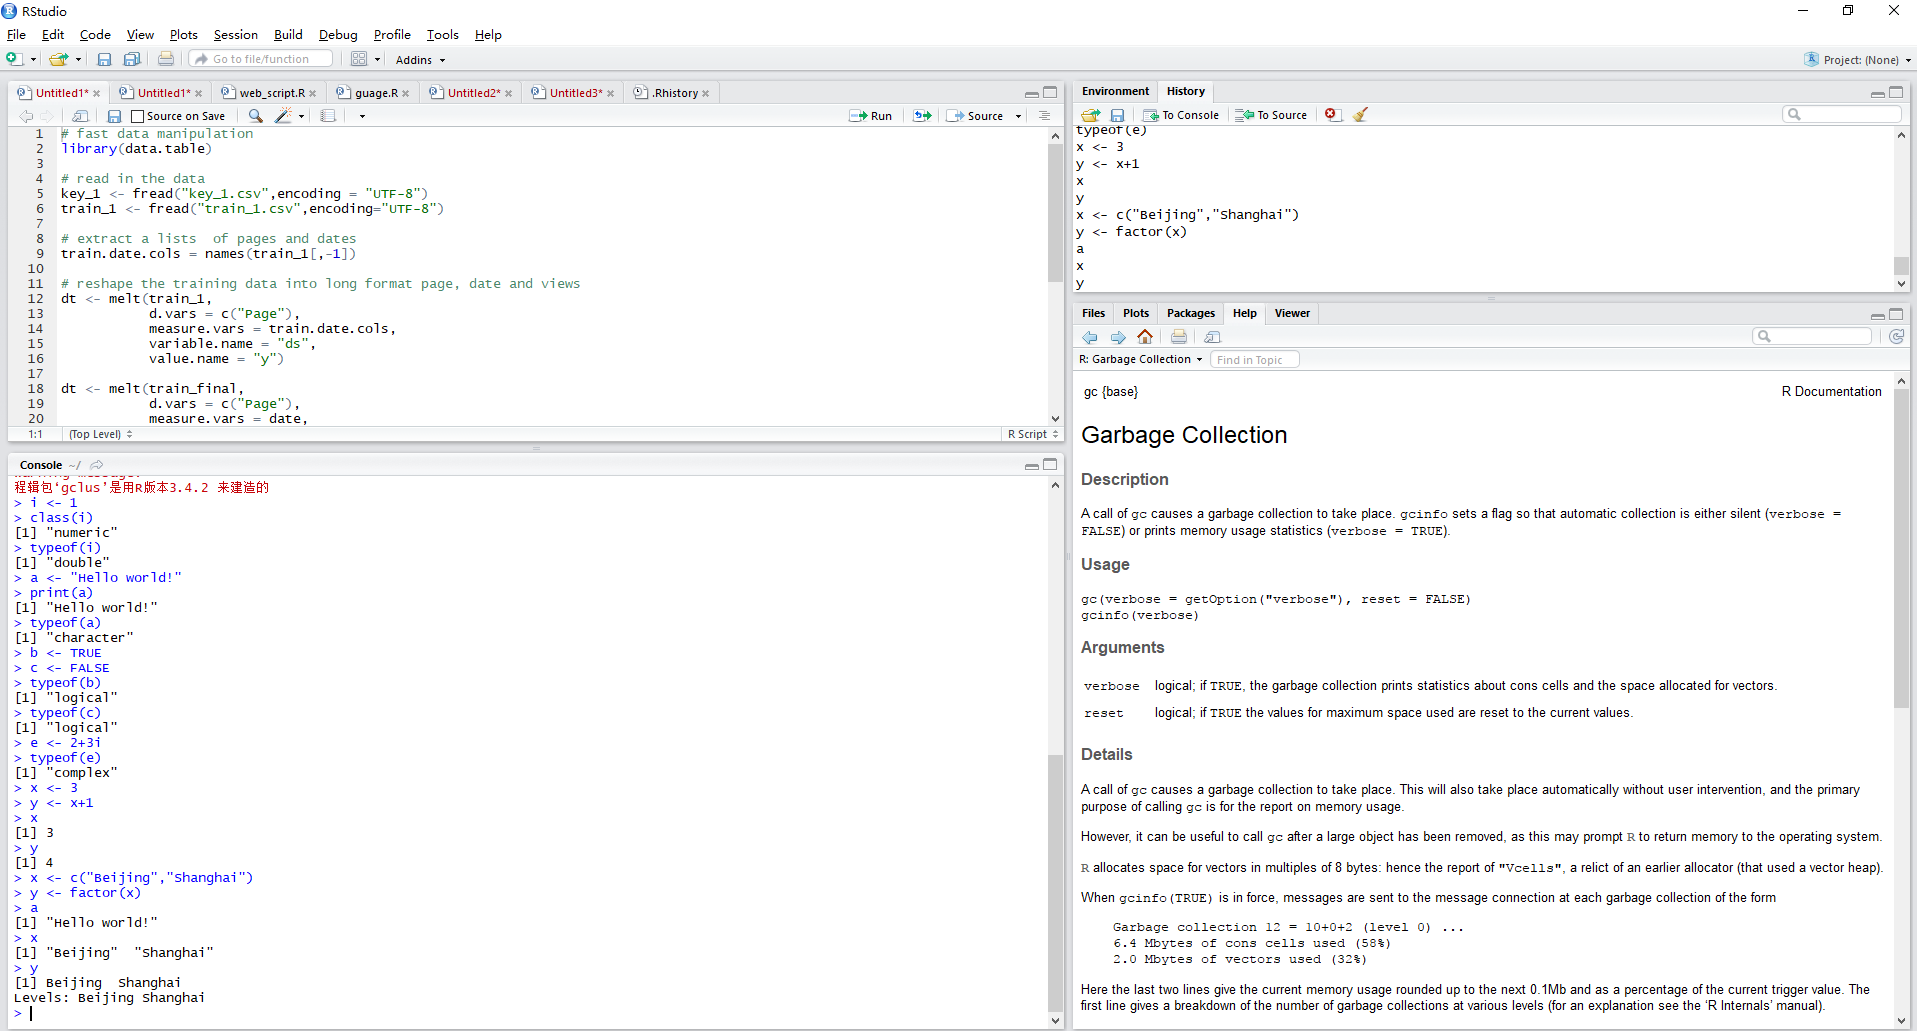 RStudio
File Edit Code View Plots Session Build Debug Profile Tools Help
Go to file/function Addins Project: (None)
Untitled1* Untitled1* web_script.R guage.R Untitled2* Untitled3* .Rhistory
Source on Save Run Source
1 # fast data manipulation
2 library(data.table)
3
4 # read in the data
5 key_1 <- fread("key_1.csv",encoding = "UTF-8")
6 train_1 <- fread("train_1.csv",encoding="UTF-8")
7
8 # extract a lists  of pages and dates
9 train.date.cols = names(train_1[,-1])
10
11 # reshape the training data into long format page, date and views
12 dt <- melt(train_1,
13 d.vars = c("Page"),
14 measure.vars = train.date.cols,
15 variable.name = "ds",
16 value.name = "y")
17
18 dt <- melt(train_final,
19 d.vars = c("Page"),
20 measure.vars = date,
1:1 (Top Level) R Script
Console ~/
程辑包‘gclus’是用R版本3.4.2 来建造的
> i <- 1
> class(i)
[1] "numeric"
> typeof(i)
[1] "double"
> a <- "Hello world!"
> print(a)
[1] "Hello world!"
> typeof(a)
[1] "character"
> b <- TRUE
> c <- FALSE
> typeof(b)
[1] "logical"
> typeof(c)
[1] "logical"
> e <- 2+3i
> typeof(e)
[1] "complex"
> x <- 3
> y <- x+1
> x
[1] 3
> y
[1] 4
> x <- c("Beijing","Shanghai")
> y <- factor(x)
> a
[1] "Hello world!"
> x
[1] "Beijing"  "Shanghai"
> y
[1] Beijing  Shanghai
Levels: Beijing Shanghai
>
Environment History
To Console To Source
typeof(e)
x <- 3
y <- x+1
x
y
x <- c("Beijing","Shanghai")
y <- factor(x)
a
x
y
Files Plots Packages Help Viewer
R: Garbage Collection Find in Topic
gc {base} R Documentation
Garbage Collection
Description
A call of gc causes a garbage collection to take place. gcinfo sets a flag so that automatic collection is either silent (verbose =
FALSE) or prints memory usage statistics (verbose = TRUE).
Usage
gc(verbose = getOption("verbose"), reset = FALSE)
gcinfo(verbose)
Arguments
verbose logical; if TRUE, the garbage collection prints statistics about cons cells and the space allocated for vectors.
reset logical; if TRUE the values for maximum space used are reset to the current values.
Details
A call of gc causes a garbage collection to take place. This will also take place automatically without user intervention, and the primary
purpose of calling gc is for the report on memory usage.
However, it can be useful to call gc after a large object has been removed, as this may prompt R to return memory to the operating system.
R allocates space for vectors in multiples of 8 bytes: hence the report of "Vcells", a relict of an earlier allocator (that used a vector heap).
When gcinfo(TRUE) is in force, messages are sent to the message connection at each garbage collection of the form
Garbage collection 12 = 10+0+2 (level 0) ...
6.4 Mbytes of cons cells used (58%)
2.0 Mbytes of vectors used (32%)
Here the last two lines give the current memory usage rounded up to the next 0.1Mb and as a percentage of the current trigger value. The
first line gives a breakdown of the number of garbage collections at various levels (for an explanation see the ‘R Internals’ manual).